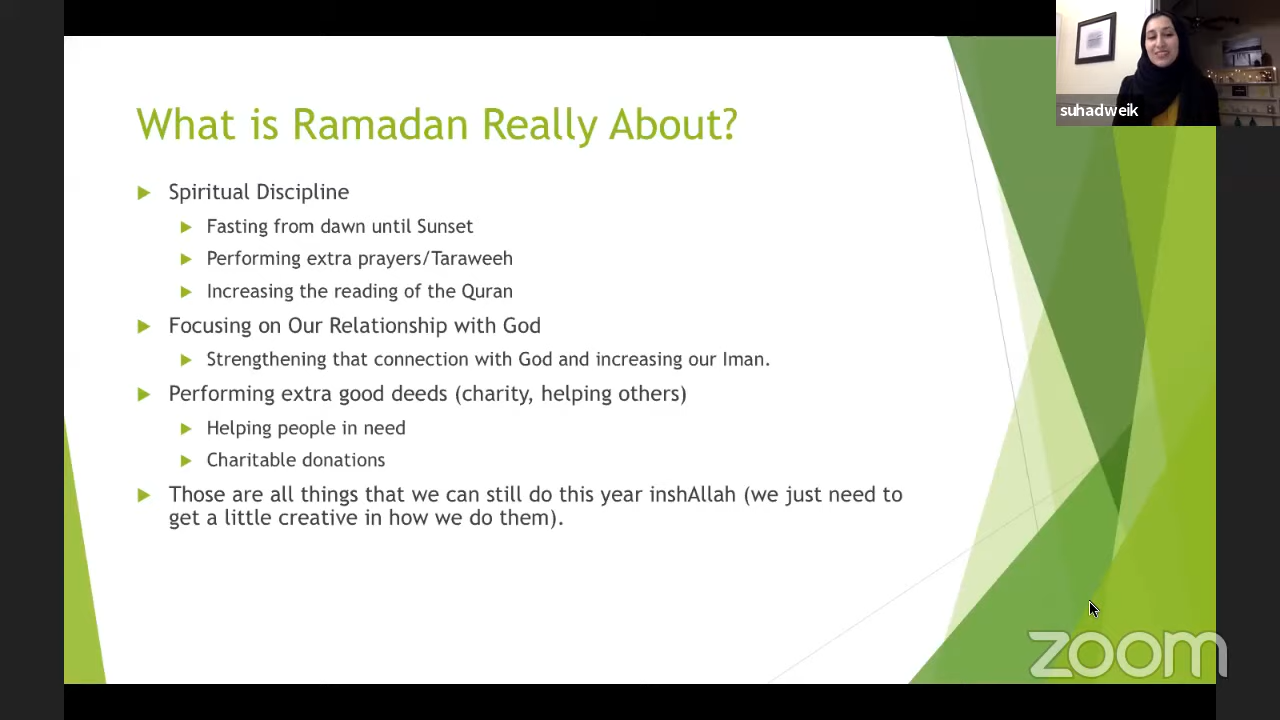 suhadweik
What is Ramadan Really About?
Spiritual Discipline
Fasting from dawn until Sunset
Performing extra prayers/Taraweeh
Increasing the reading of the Quran
Focusing on Our Relationship with God
Strengthening that connection with God and increasing our Iman.
Performing extra good deeds (charity, helping others)
Helping people in need
Charitable donations
Those are all things that we can still do this year inshAllah (we just need to
get a little creative in how we do them).
zoom